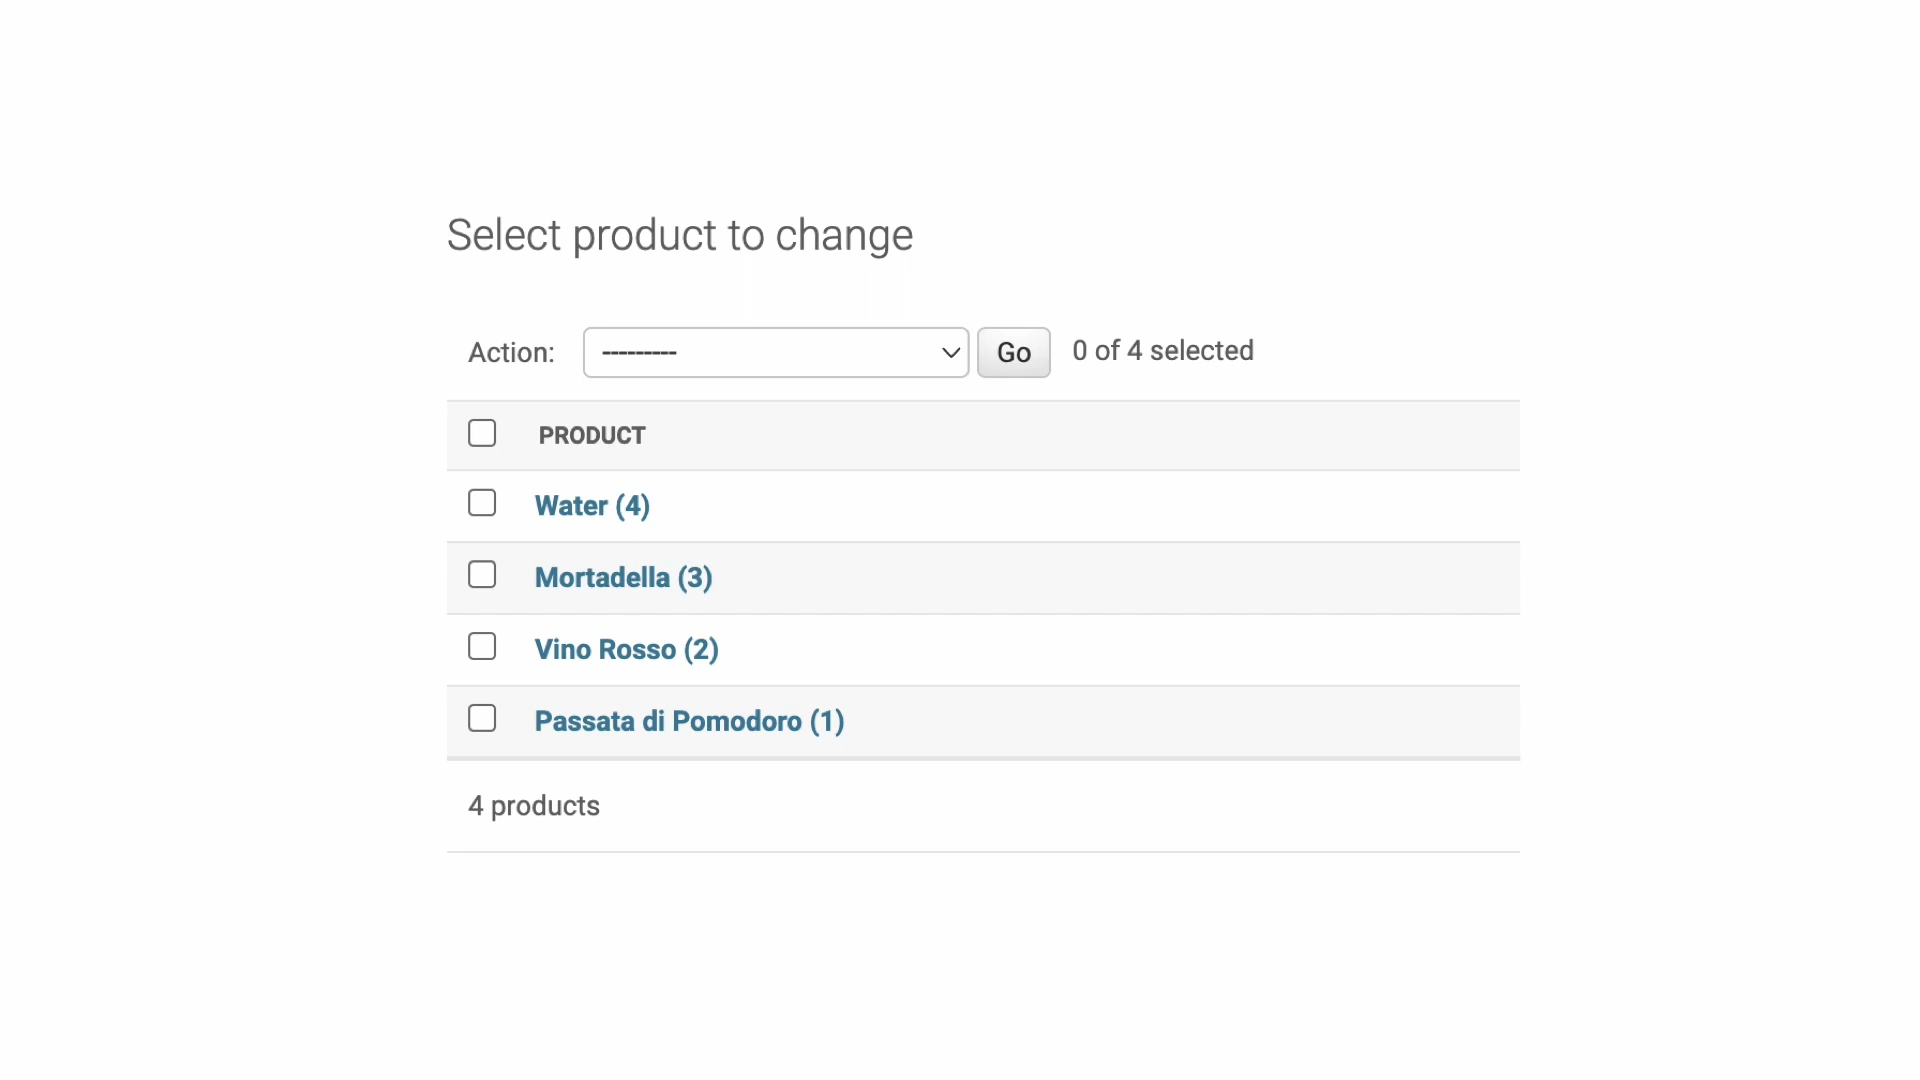 Select product to change
Action: --------- Go 0 of 4 selected
PRODUCT
Water (4)
Mortadella (3)
Vino Rosso (2)
Passata di Pomodoro (1)
4 products